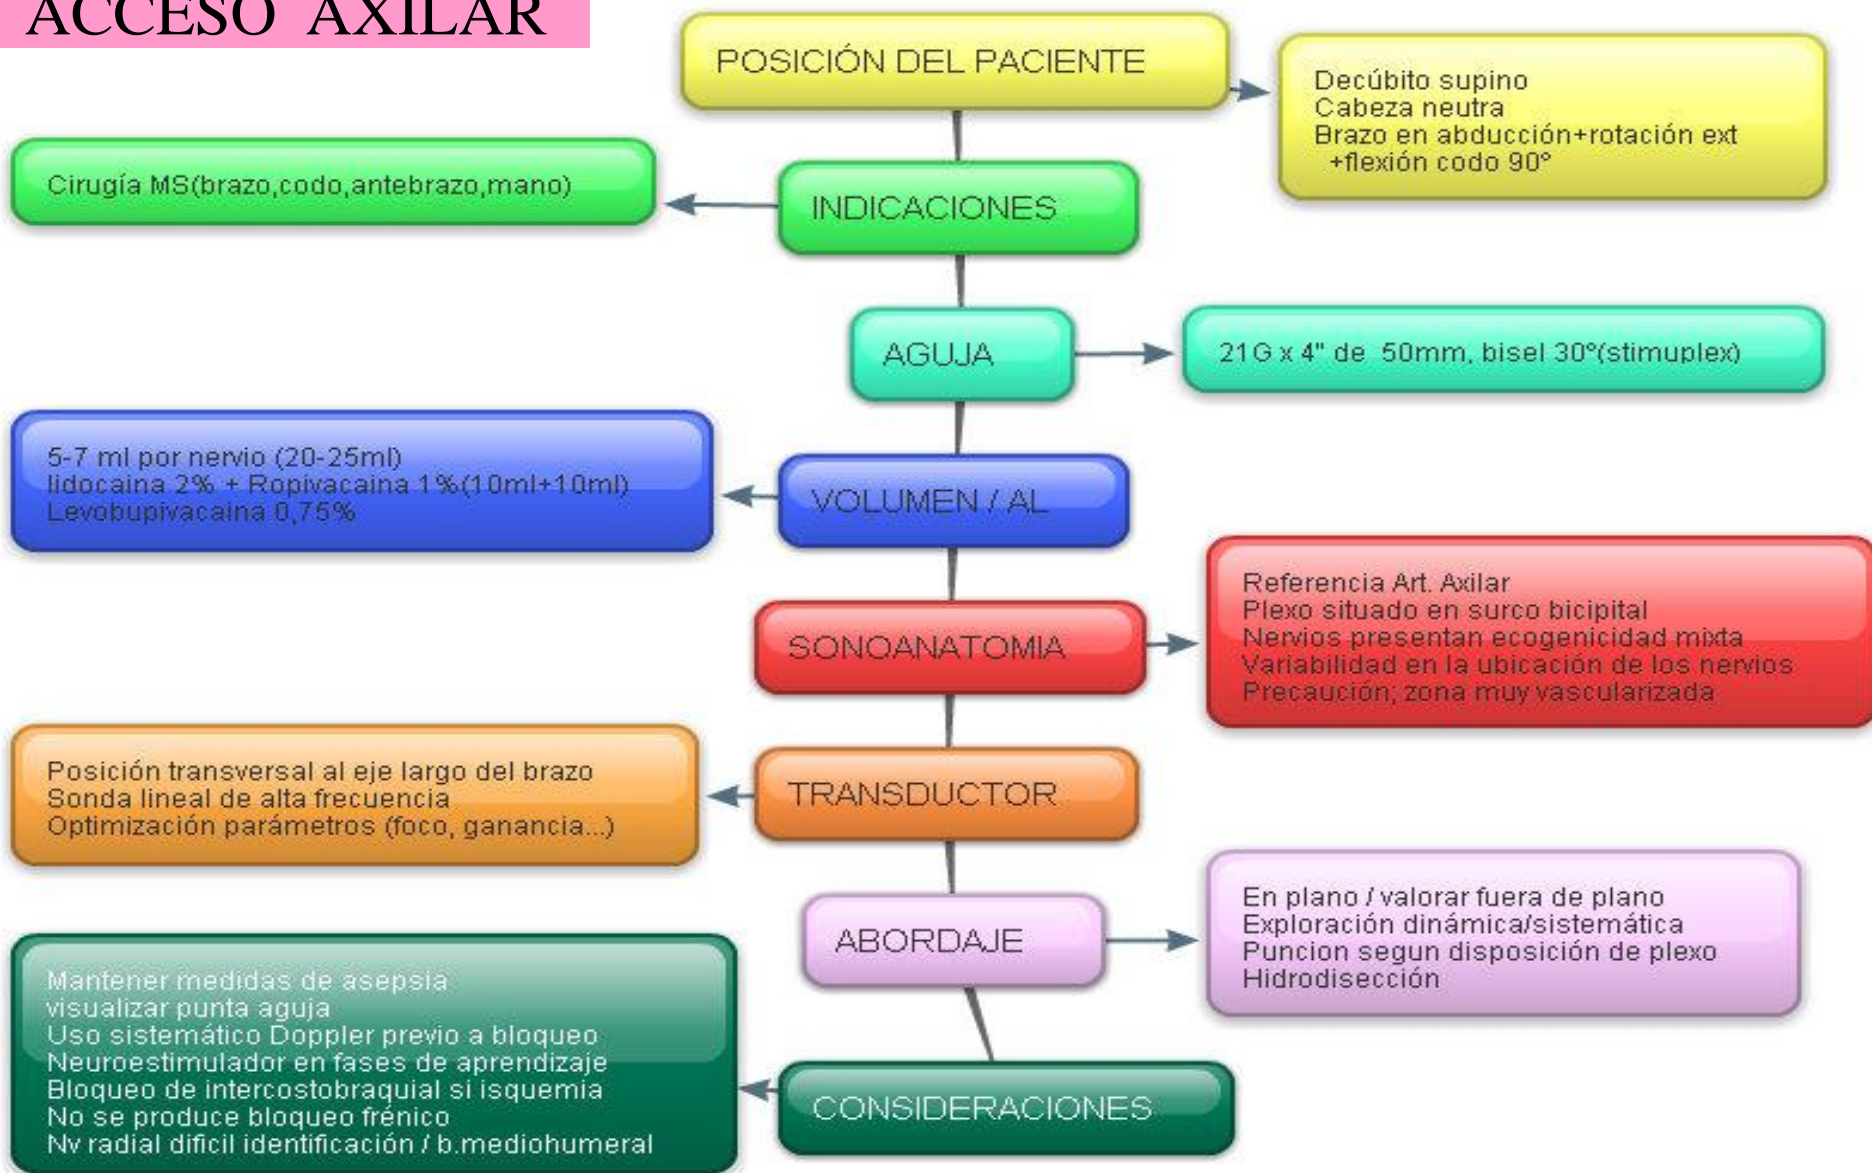 ACCESO AXILAR
POSICIÓN DEL PACIENTE
Decúbito supino
Cabeza neutra
Brazo en abducción+rotación ext
+flexión codo 90º
INDICACIONES
Cirugía MS(brazo,codo,antebrazo,mano)
AGUJA
21G x 4" de 50mm, bisel 30º(stimuplex)
VOLUMEN / AL
5-7 ml por nervio (20-25ml)
lidocaina 2% + Ropivacaina 1%(10ml+10ml)
Levobupivacaina 0,75%
SONOANATOMIA
Referencia Art. Axilar
Plexo situado en surco bicipital
Nervios presentan ecogenicidad mixta
Variabilidad en la ubicación de los nervios
Precaución; zona muy vascularizada
TRANSDUCTOR
Posición transversal al eje largo del brazo
Sonda lineal de alta frecuencia
Optimización parámetros (foco, ganancia...)
ABORDAJE
En plano / valorar fuera de plano
Exploración dinámica/sistemática
Puncion segun disposición de plexo
Hidrodisección
CONSIDERACIONES
Mantener medidas de asepsia
visualizar punta aguja
Uso sistemático Doppler previo a bloqueo
Neuroestimulador en fases de aprendizaje
Bloqueo de intercostobraquial si isquemia
No se produce bloqueo frénico
Nv radial dificil identificación / b.mediohumeral